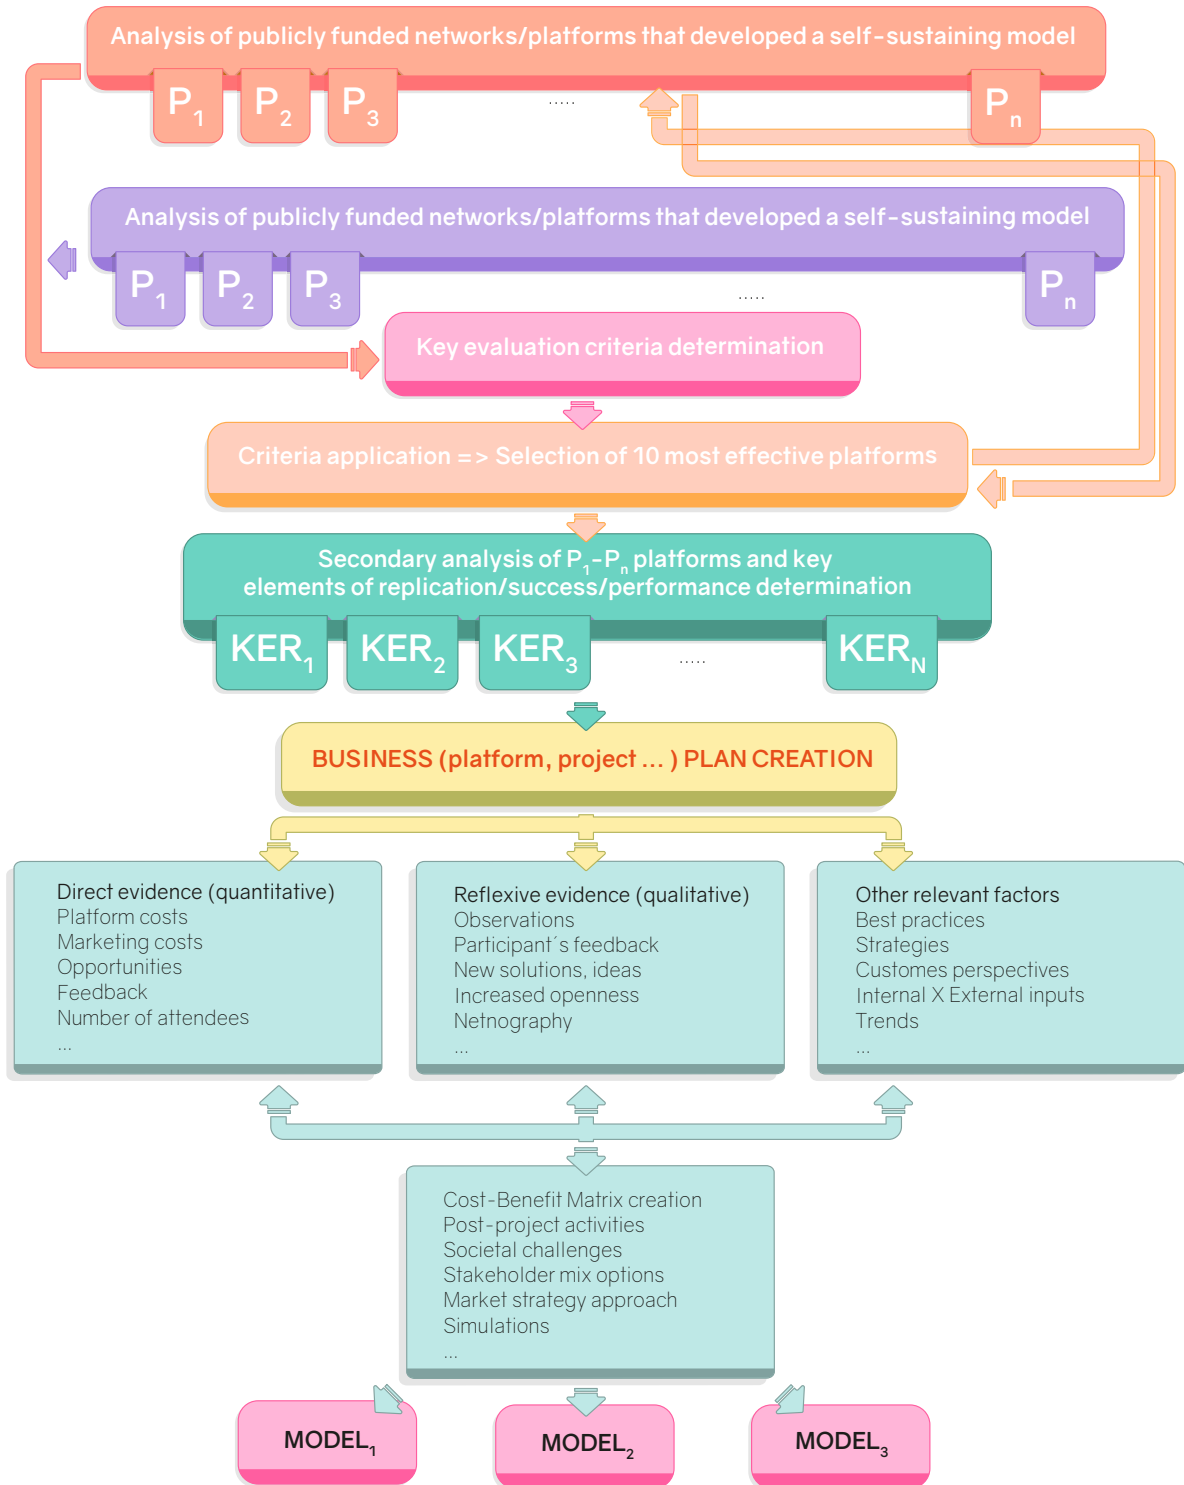 Analysis of publicly funded networks/platforms that developed a self-sustaining model
P1 P2 P3 ..... Pn
Analysis of publicly funded networks/platforms that developed a self-sustaining model
P1 P2 P3 ..... Pn
Key evaluation criteria determination
Criteria application => Selection of 10 most effective platforms
Secondary analysis of P1-Pn platforms and key
elements of replication/success/performance determination
KER1 KER2 KER3 ..... KERN
BUSINESS (platform, project ... ) PLAN CREATION
Direct evidence (quantitative)
Platform costs
Marketing costs
Opportunities
Feedback
Number of attendees
...
Reflexive evidence (qualitative)
Observations
Participant´s feedback
New solutions, ideas
Increased openness
Netnography
...
Other relevant factors
Best practices
Strategies
Customes perspectives
Internal X External inputs
Trends
...
Cost-Benefit Matrix creation
Post-project activities
Societal challenges
Stakeholder mix options
Market strategy approach
Simulations
...
MODEL1
MODEL2
MODEL3